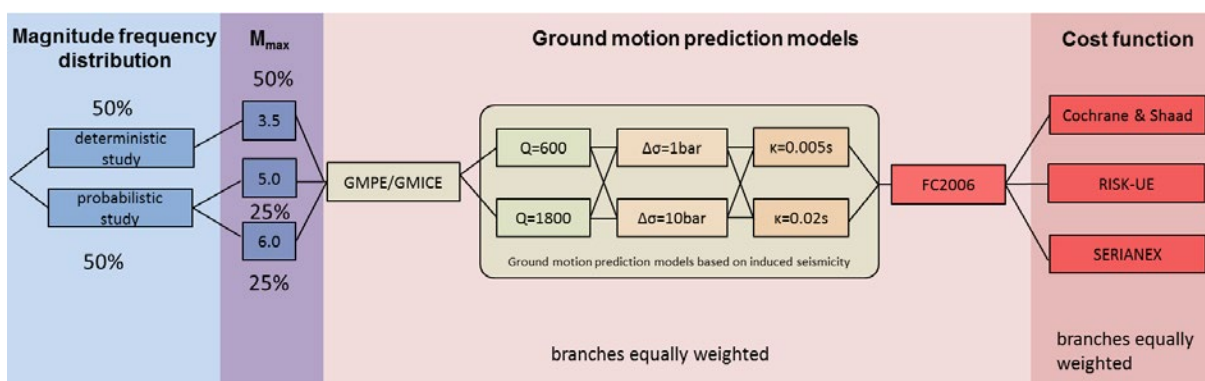 Magnitude frequency
distribution
50%
deterministic
study
probabilistic
study
50%
Mmax
50%
3.5
5.0
25%
6.0
25%
Ground motion prediction models
GMPE/GMICE
Q=600
Δσ=1bar
κ=0.005s
Q=1800
Δσ=10bar
κ=0.02s
Ground motion prediction models based on induced seismicity
FC2006
branches equally weighted
Cost function
Cochrane & Shaad
RISK-UE
SERIANEX
branches equally
weighted